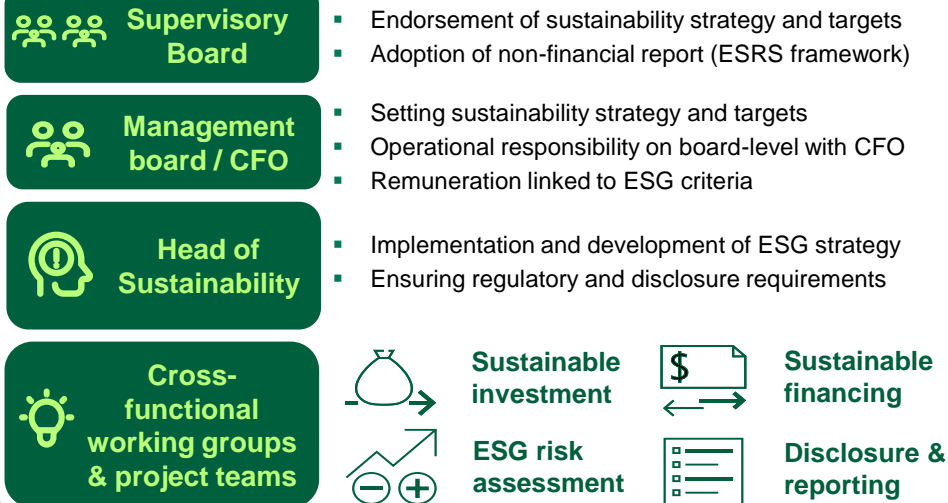 Supervisory
Board
▪ Endorsement of sustainability strategy and targets
▪ Adoption of non-financial report (ESRS framework)
Management
board / CFO
▪ Setting sustainability strategy and targets
▪ Operational responsibility on board-level with CFO
▪ Remuneration linked to ESG criteria
Head of
Sustainability
▪ Implementation and development of ESG strategy
▪ Ensuring regulatory and disclosure requirements
Cross-
functional
working groups
& project teams
Sustainable
investment
$
Sustainable
financing
ESG risk
assessment
Disclosure &
reporting